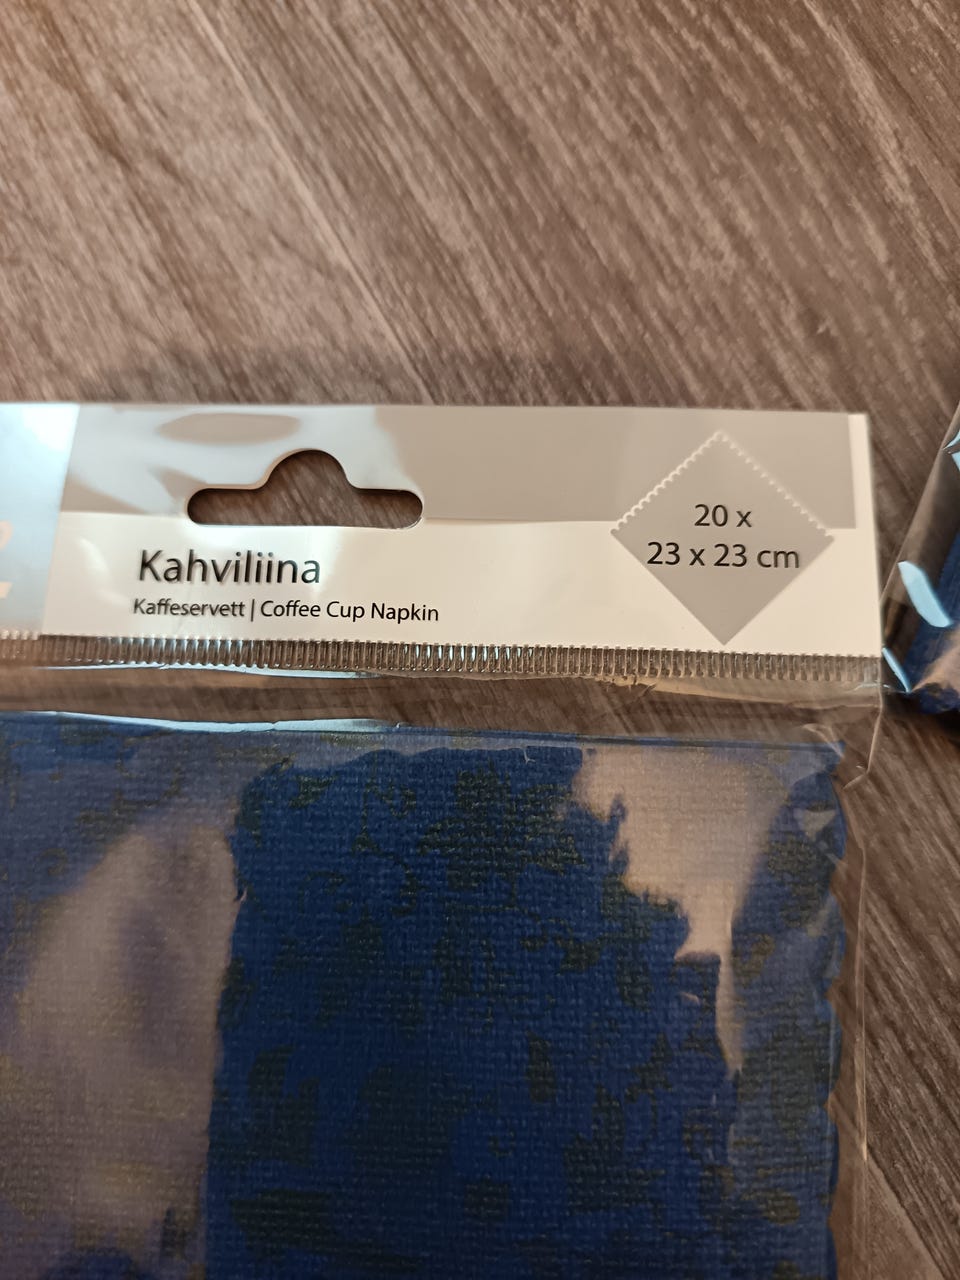 Kahviliina
Kaffeservett | Coffee Cup Napkin
20 x
23 x 23 cm